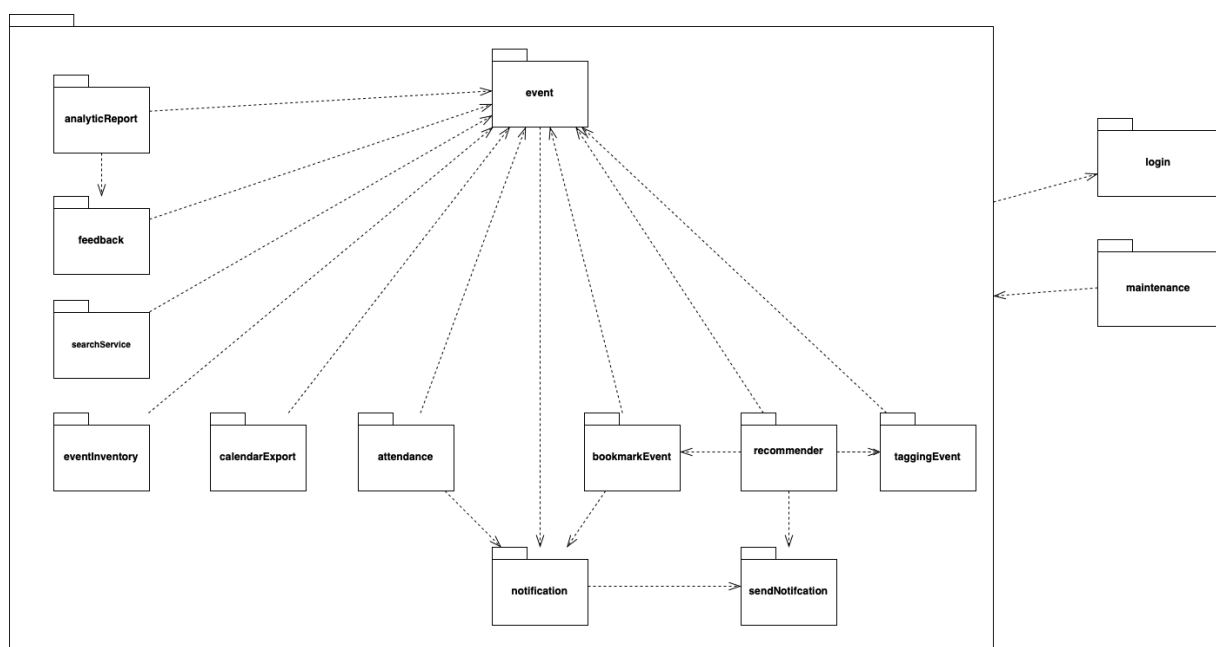 event
analyticReport
login
feedback
maintenance
searchService
eventInventory
calendarExport
attendance
bookmarkEvent
recommender
taggingEvent
notification
sendNotifcation